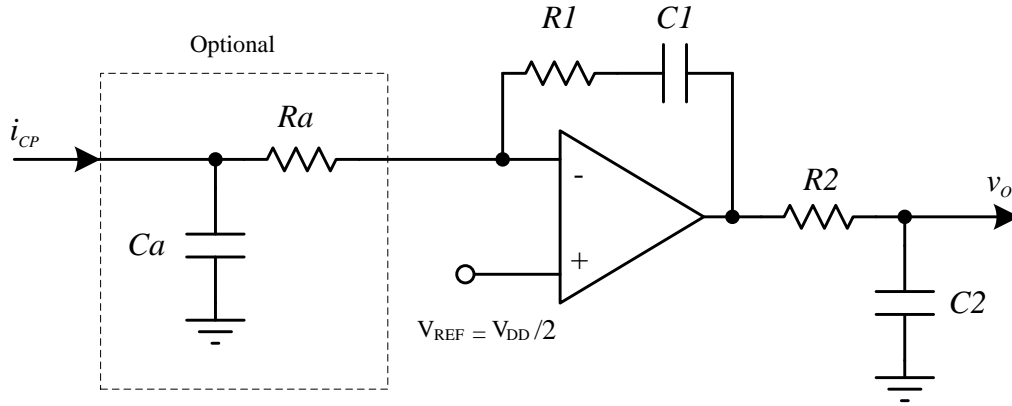 R1
C1
Optional
Ra
i_CP
-
R2
v_O
Ca
+
C2
V_REF = V_DD /2